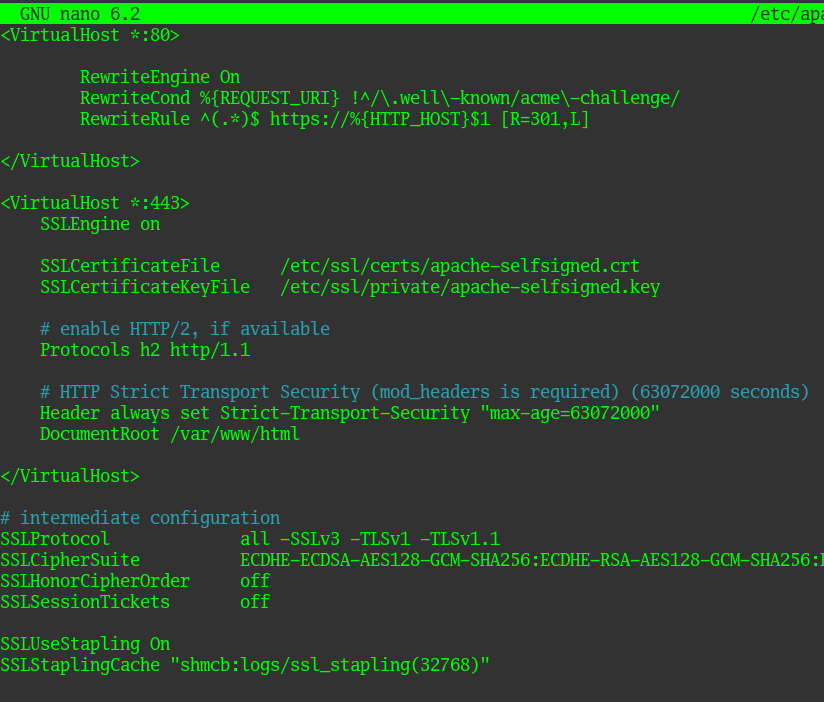 GNU nano 6.2 /etc/apa
<VirtualHost *:80>
RewriteEngine On
RewriteCond %{REQUEST_URI} !^/\.well\-known/acme\-challenge/
RewriteRule ^(.*)$ https://%{HTTP_HOST}$1 [R=301,L]
</VirtualHost>
<VirtualHost *:443>
SSLEngine on
SSLCertificateFile /etc/ssl/certs/apache-selfsigned.crt
SSLCertificateKeyFile /etc/ssl/private/apache-selfsigned.key
# enable HTTP/2, if available
Protocols h2 http/1.1
# HTTP Strict Transport Security (mod_headers is required) (63072000 seconds)
Header always set Strict-Transport-Security "max-age=63072000"
DocumentRoot /var/www/html
</VirtualHost>
# intermediate configuration
SSLProtocol all -SSLv3 -TLSv1 -TLSv1.1
SSLCipherSuite ECDHE-ECDSA-AES128-GCM-SHA256:ECDHE-RSA-AES128-GCM-SHA256:
SSLHonorCipherOrder off
SSLSessionTickets off
SSLUseStapling On
SSLStaplingCache "shmcb:logs/ssl_stapling(32768)"